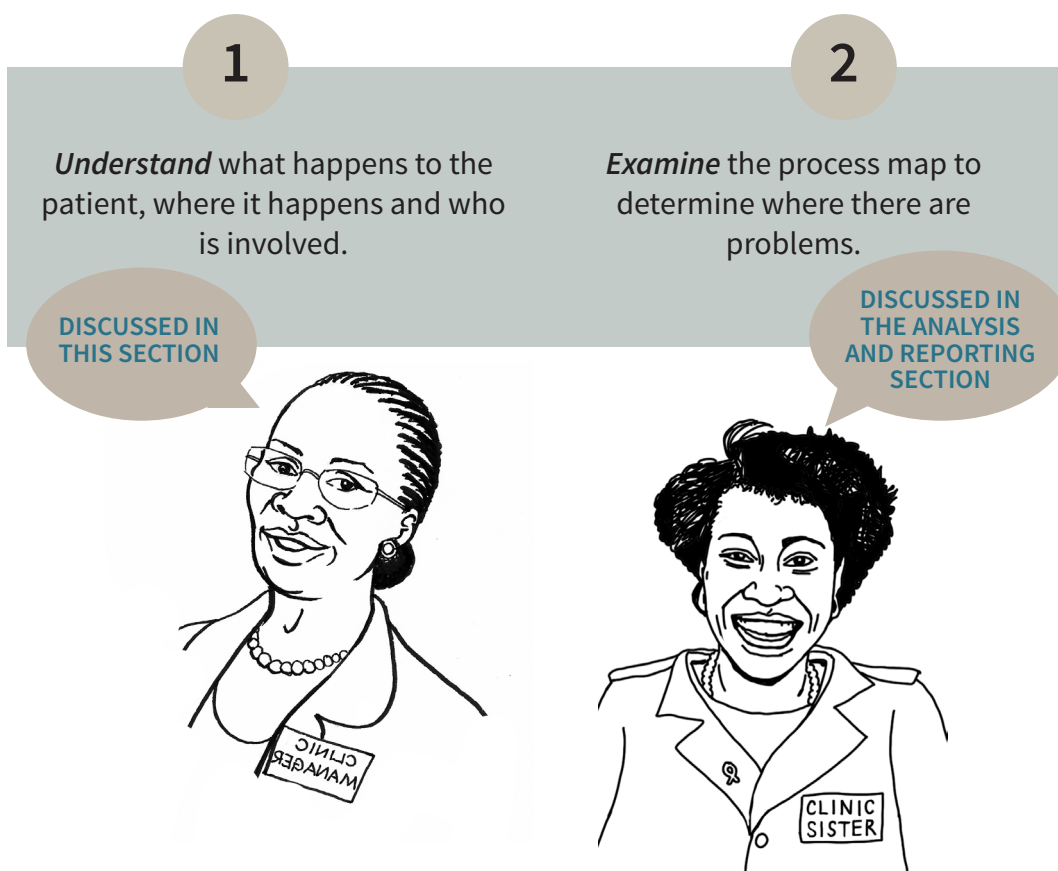 1
Understand what happens to the
patient, where it happens and who
is involved.
DISCUSSED IN
THIS SECTION
CLINIC
MANAGER
2
Examine the process map to
determine where there are
problems.
DISCUSSED IN
THE ANALYSIS
AND REPORTING
SECTION
CLINIC
SISTER